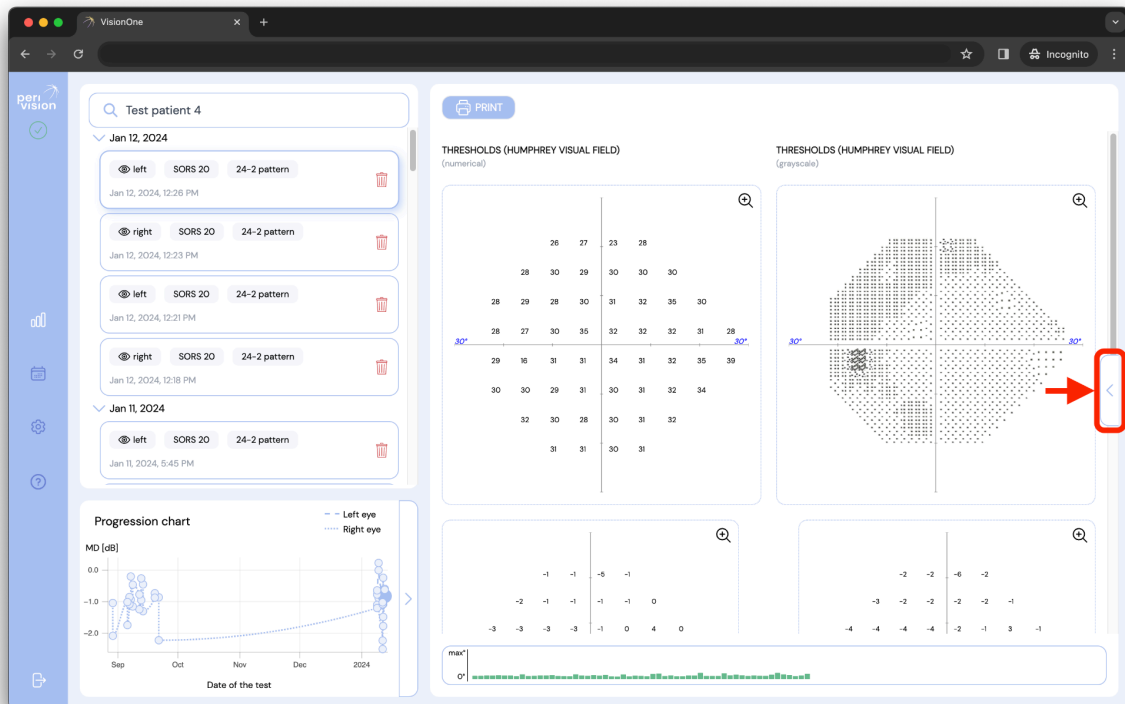 VisionOne
Incognito
peri
vision
Test patient 4
Jan 12, 2024
left SORS 20 24-2 pattern
Jan 12, 2024, 12:26 PM
right SORS 20 24-2 pattern
Jan 12, 2024, 12:23 PM
left SORS 20 24-2 pattern
Jan 12, 2024, 12:21 PM
right SORS 20 24-2 pattern
Jan 12, 2024, 12:18 PM
Jan 11, 2024
left SORS 20 24-2 pattern
Jan 11, 2024, 5:45 PM
Progression chart
Left eye
Right eye
MD [dB]
0.0
-1.0
-2.0
Sep Oct Nov Dec 2024
Date of the test
PRINT
THRESHOLDS (HUMPHREY VISUAL FIELD)
(numerical)
26 27 23 28
28 30 29 30 30 30
28 29 28 30 31 32 35 30
28 27 30 35 32 32 32 31 28
30° 30°
29 16 31 31 34 31 32 35 39
30 30 29 31 30 31 32 34
32 30 28 30 31 32
31 31 30 31
THRESHOLDS (HUMPHREY VISUAL FIELD)
(grayscale)
30° 30°
-1 -1 -5 -1
-2 -1 -1 -1 -1 0
-3 -3 -3 -3 -1 0 4 0
-2 -2 -6 -2
-3 -2 -2 -2 -2 -1
-4 -4 -4 -4 -2 -1 3 -1
max°
0°